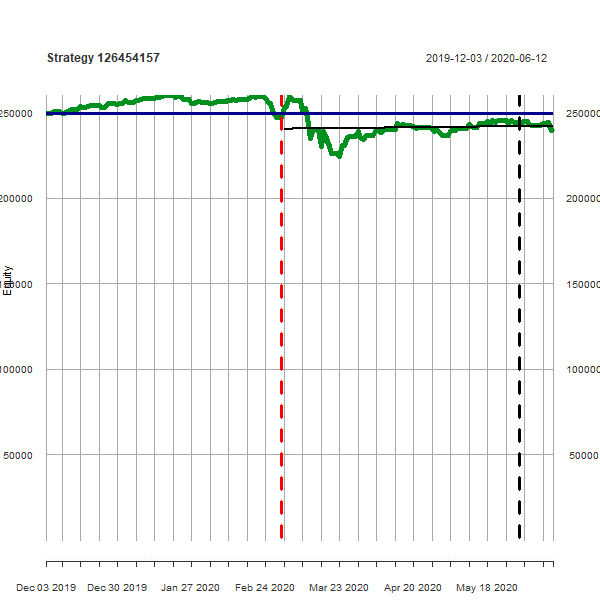 Strategy 126454157
2019-12-03 / 2020-06-12
250000
250000
200000
200000
Equity
150000
150000
100000
100000
50000
50000
Dec 03 2019
Dec 30 2019
Jan 27 2020
Feb 24 2020
Mar 23 2020
Apr 20 2020
May 18 2020